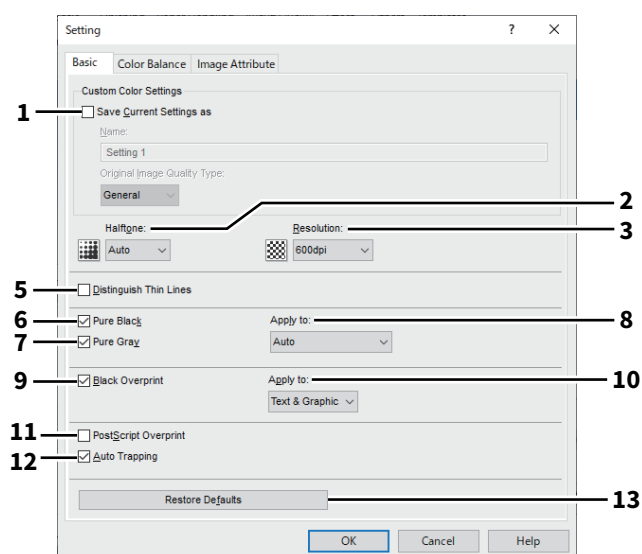 Setting ?
Basic Color Balance Image Attribute
Custom Color Settings
1 Save Current Settings as
Name:
Setting 1
Original Image Quality Type:
General
2
Halftone: Resolution: 3
Auto 600dpi
5 Distinguish Thin Lines
6 Pure Black Apply to: 8
7 Pure Gray Auto
9 Black Overprint Apply to: 10
Text & Graphic
11 PostScript Overprint
12 Auto Trapping
Restore Defaults 13
OK Cancel Help